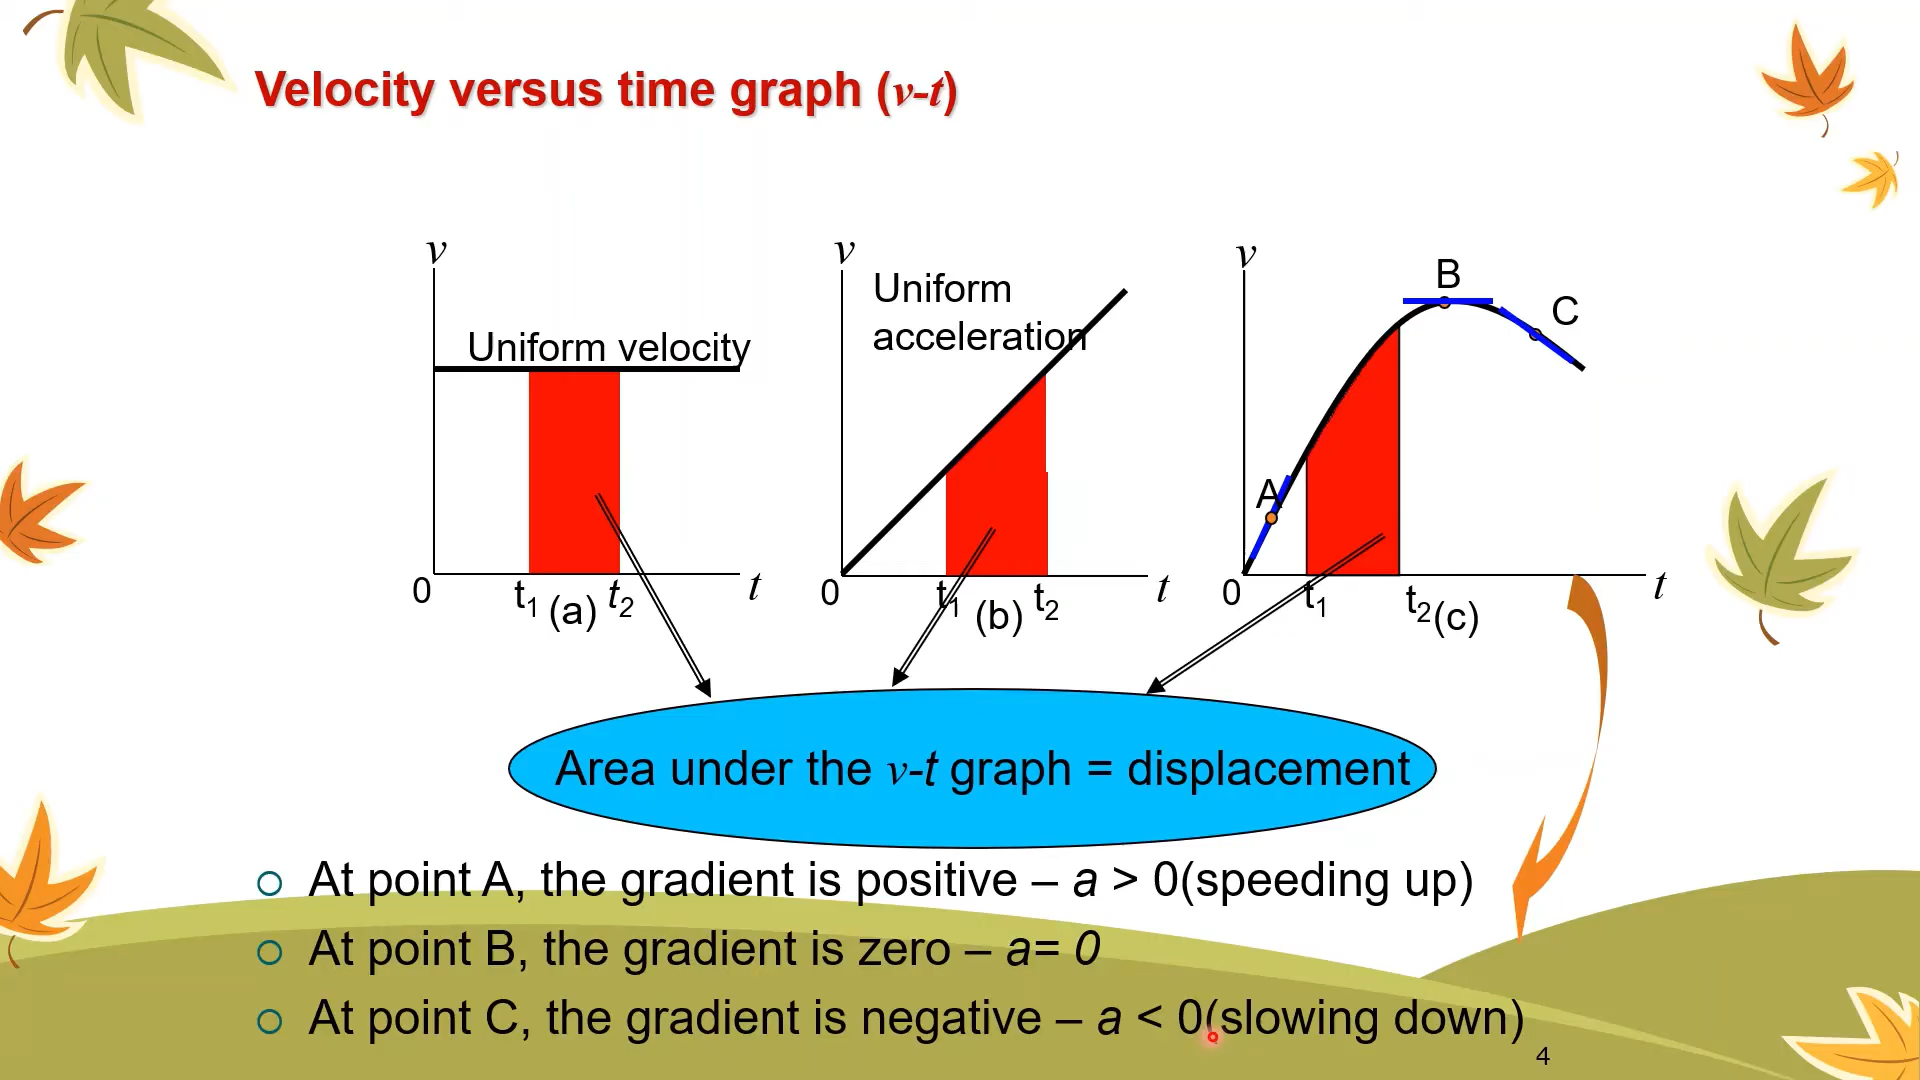 Velocity versus time graph (v-t)
v
Uniform velocity
0
t1
(a)
t2
t
v
Uniform
acceleration
0
t1
(b)
t2
t
v
A
B
C
0
t1
t2
(c)
t
Area under the v-t graph = displacement
At point A, the gradient is positive – a > 0(speeding up)
At point B, the gradient is zero – a= 0
At point C, the gradient is negative – a < 0(slowing down)
4